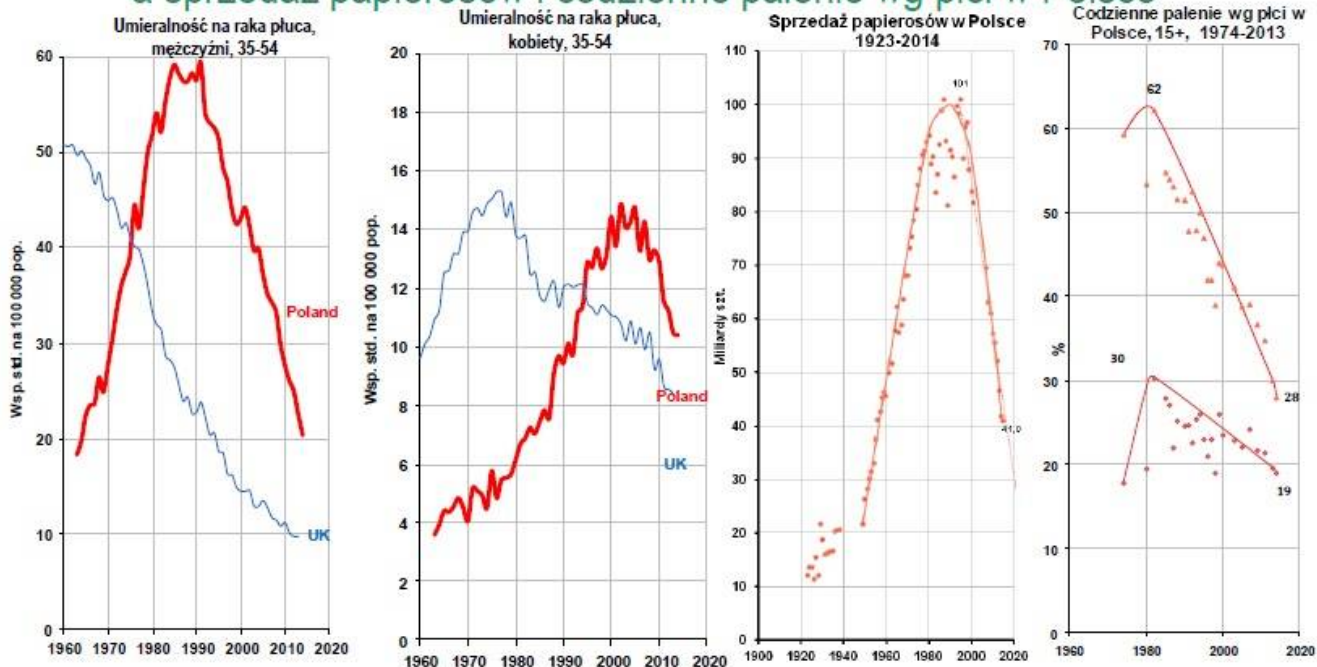 a sprzedaż papierosów i codzienne palenie wg płci w Polsce
Umieralność na raka płuca,
mężczyźni, 35-54
Wsp. std. na 100 000 pop.
60
50
40
30
20
10
0
1960 1970 1980 1990 2000 2010 2020
Poland
UK
Umieralność na raka płuca,
kobiety, 35-54
Wsp. std. na 100 000 pop.
20
18
16
14
12
10
8
6
4
2
0
1960 1970 1980 1990 2000 2010 2020
Poland
UK
Sprzedaż papierosów w Polsce
1923-2014
Miliardy szt.
110
100
90
80
70
60
50
40
30
20
10
0
1900 1920 1940 1960 1980 2000 2020
101
41,0
Codzienne palenie wg płci w
Polsce, 15+, 1974-2013
%
70
60
50
40
30
20
10
0
1960 1980 2000 2020
62
30
28
19